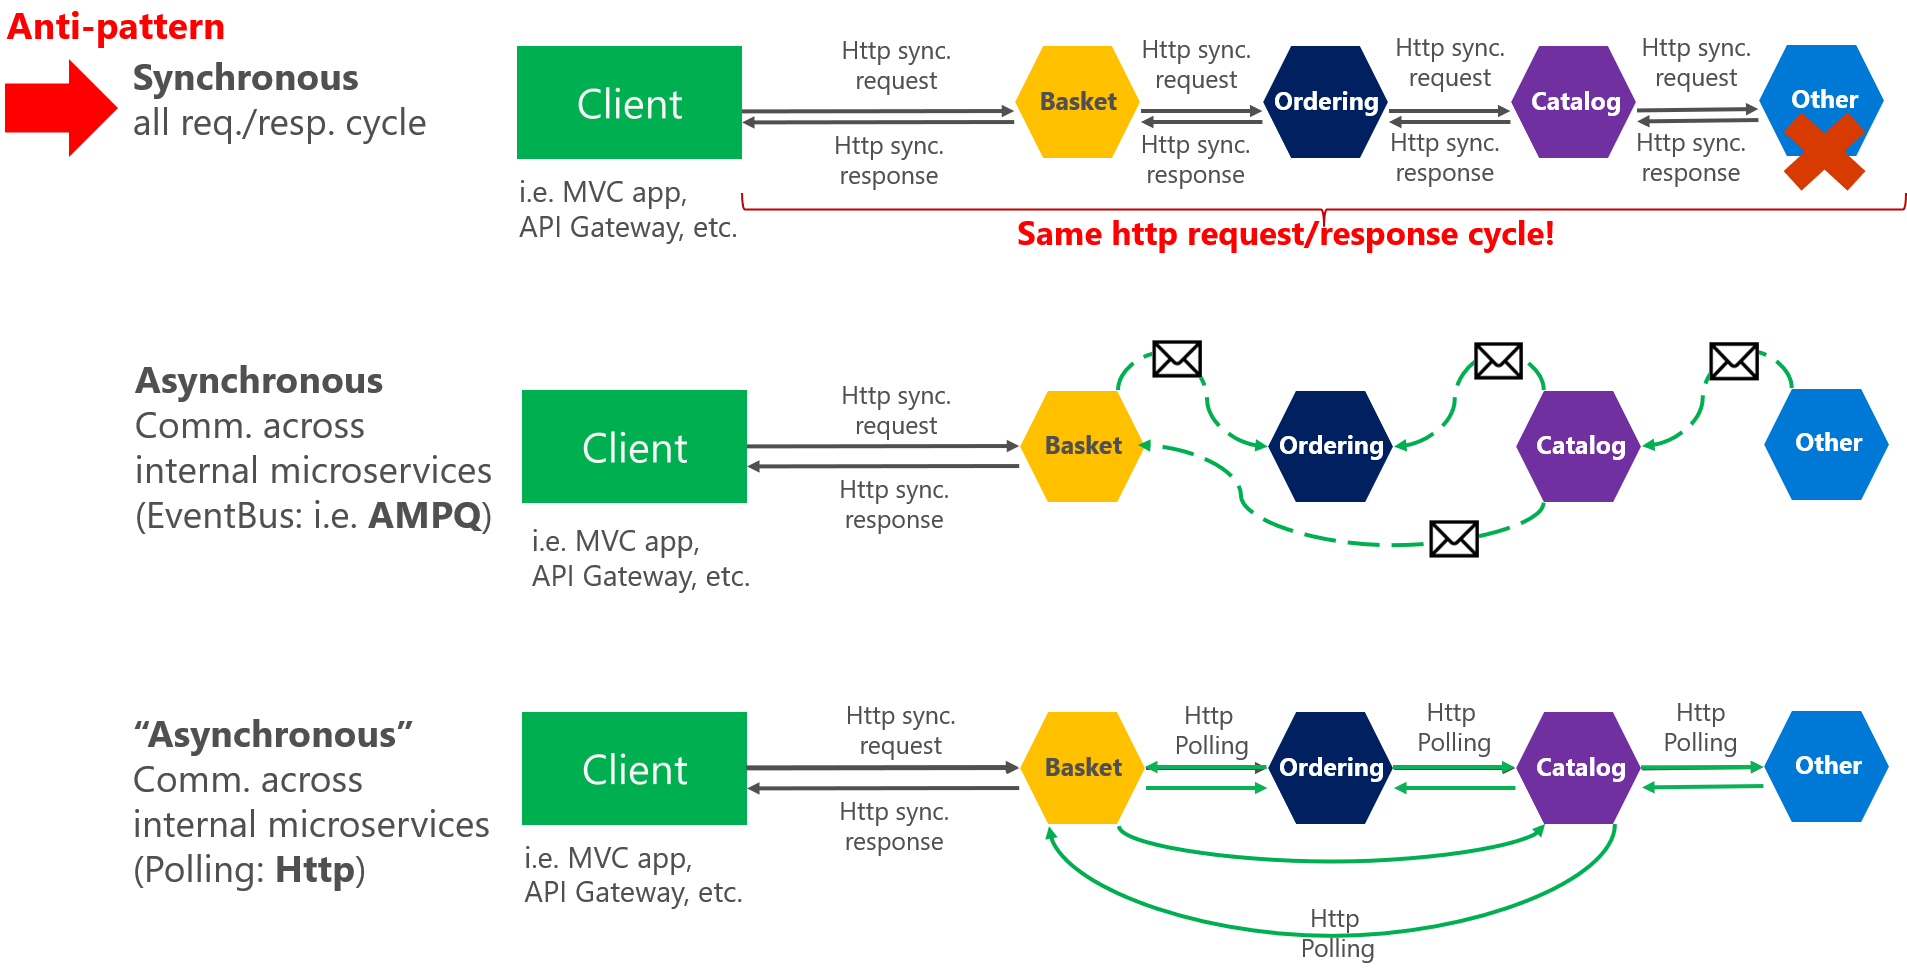 Anti-pattern
Synchronous
all req./resp. cycle
Client
i.e. MVC app,
API Gateway, etc.
Http sync.
request
Http sync.
response
Basket
Http sync.
request
Http sync.
response
Ordering
Http sync.
request
Http sync.
response
Catalog
Http sync.
request
Http sync.
response
Other
Same http request/response cycle!
Asynchronous
Comm. across
internal microservices
(EventBus: i.e. AMPQ)
Client
i.e. MVC app,
API Gateway, etc.
Http sync.
request
Http sync.
response
Basket
Ordering
Catalog
Other
“Asynchronous”
Comm. across
internal microservices
(Polling: Http)
Client
i.e. MVC app,
API Gateway, etc.
Http sync.
request
Http sync.
response
Basket
Http
Polling
Ordering
Http
Polling
Catalog
Http
Polling
Other
Http
Polling